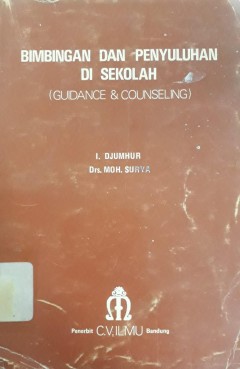 BIMBINGAN DAN PENYULUHAN
DI SEKOLAH
(GUIDANCE & COUNSELING)
I. DJUMHUR
Drs. MOH. SURYA
Penerbit C.V. ILMU Bandung